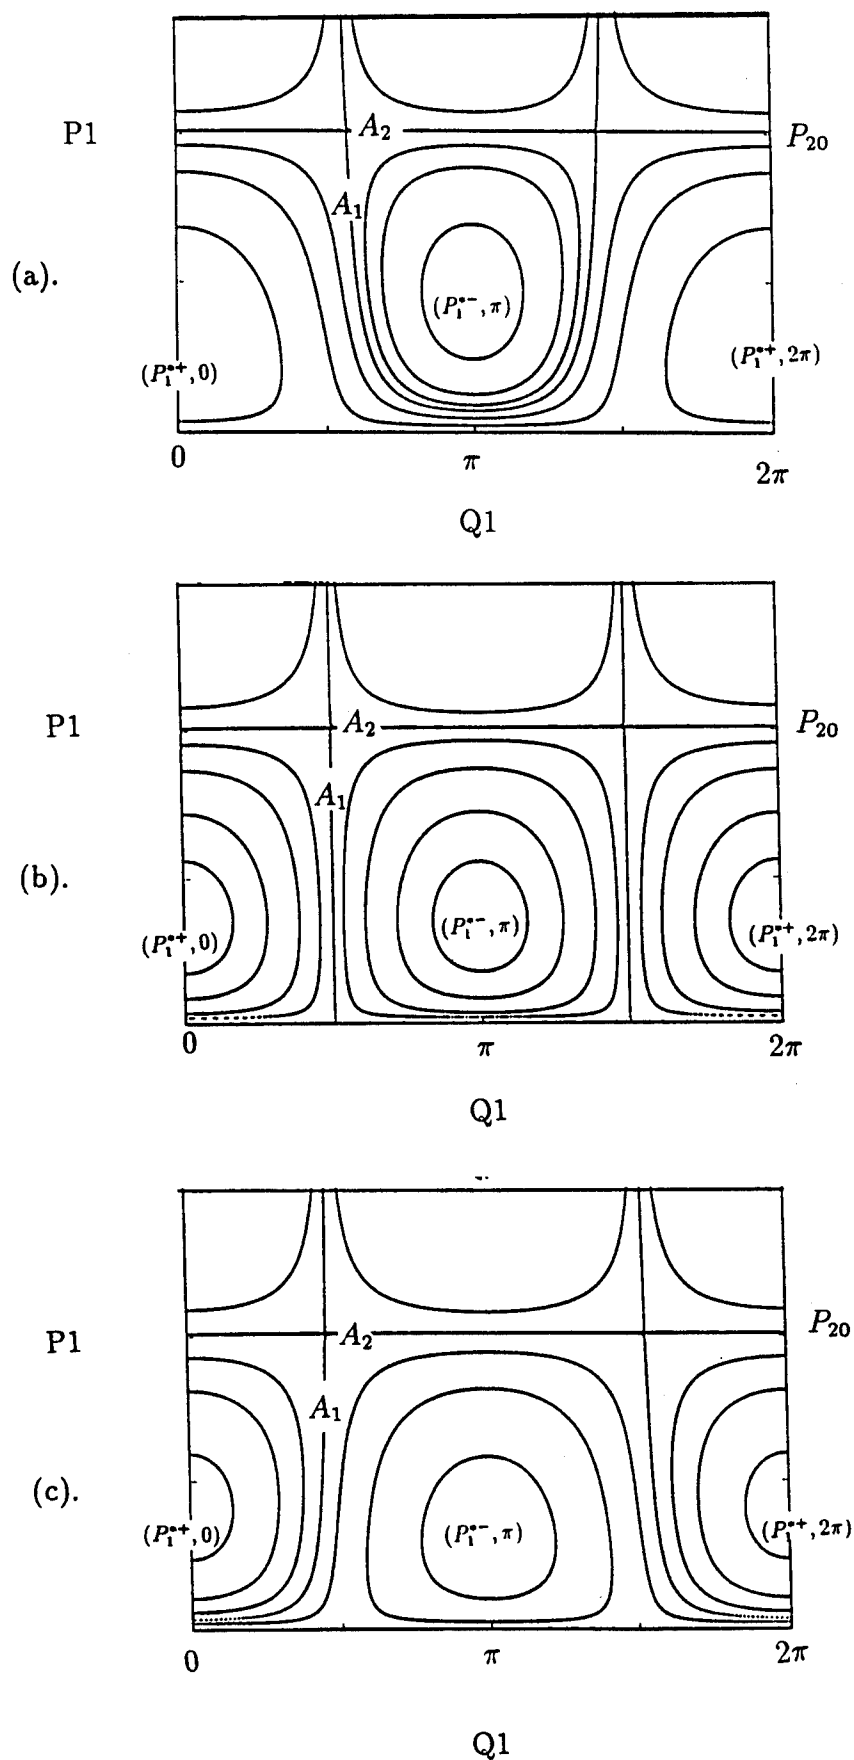 P1 A₂ P₂₀
A₁
(a). (P₁*⁻, π)
(P₁*⁺, 0) (P₁*⁺, 2π)
0 π 2π
Q1
P1 A₂ P₂₀
A₁
(b). (P₁*⁻, π)
(P₁*⁺, 0) (P₁*⁺, 2π)
0 π 2π
Q1
P1 A₂ P₂₀
A₁
(c).
(P₁*⁺, 0) (P₁*⁻, π) (P₁*⁺, 2π)
0 π 2π
Q1